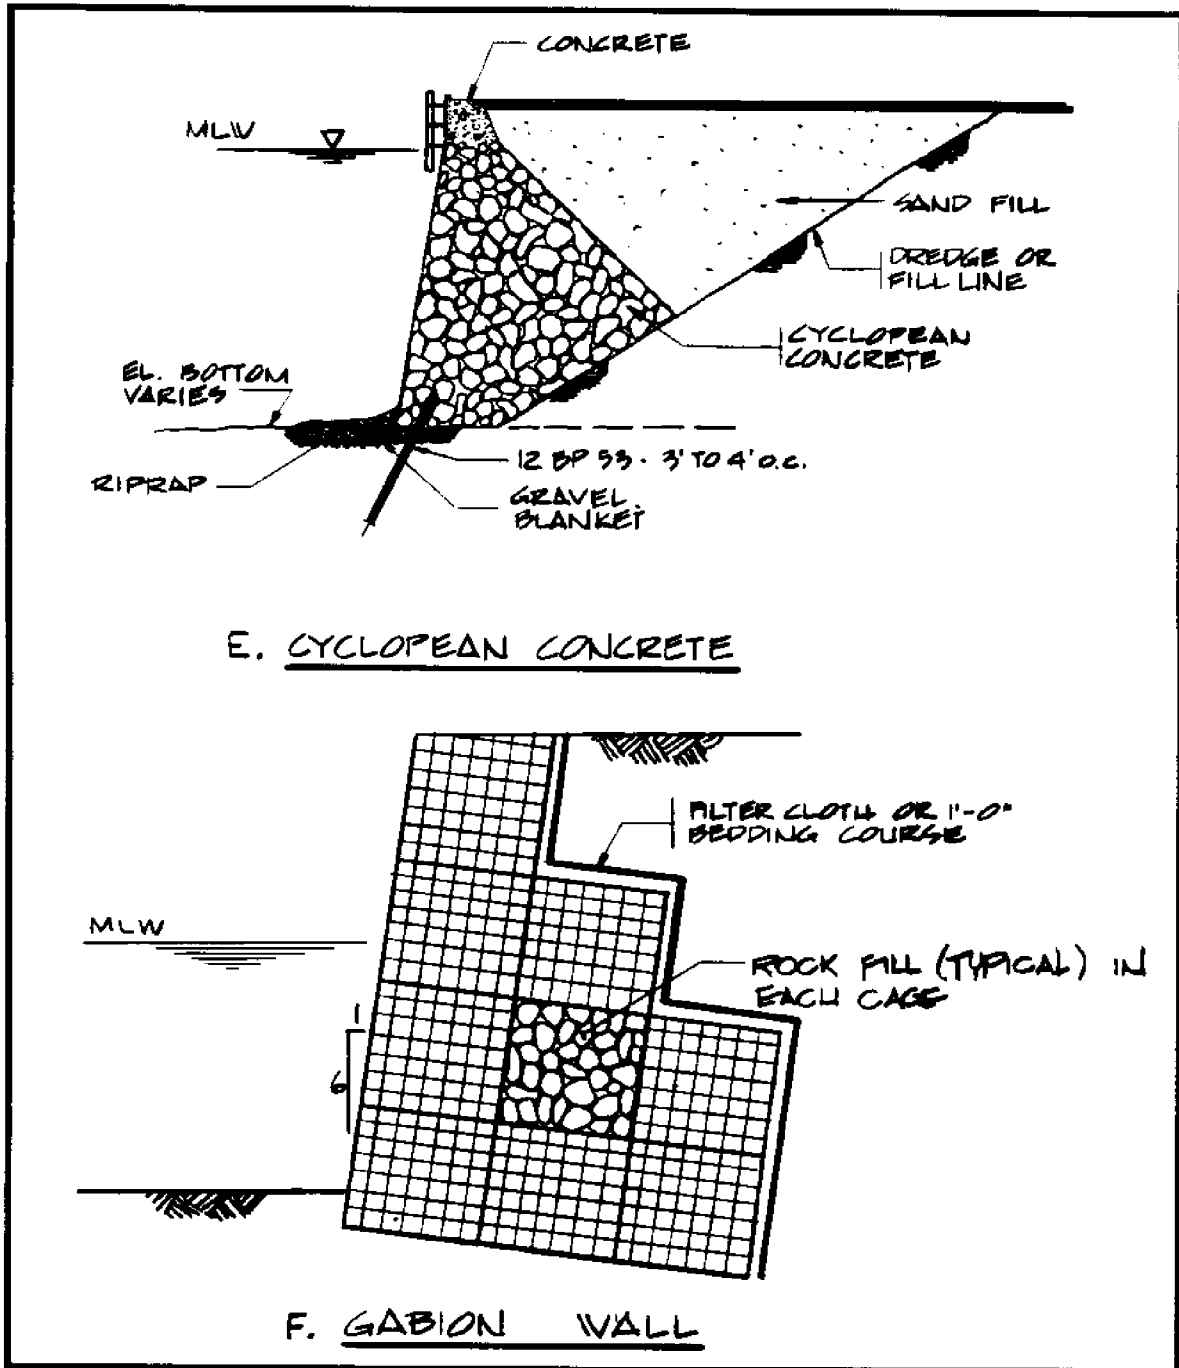 CONCRETE
MLW
SAND FILL
DREDGE OR
FILL LINE
CYCLOPEAN
CONCRETE
EL. BOTTOM
VARIES
12 BP 53 - 3' TO 4' O.C.
RIPRAP
GRAVEL
BLANKET
E. CYCLOPEAN CONCRETE
FILTER CLOTH OR 1'-0"
BEDDING COURSE
MLW
ROCK FILL (TYPICAL) IN
EACH CAGE
1
6
F. GABION WALL